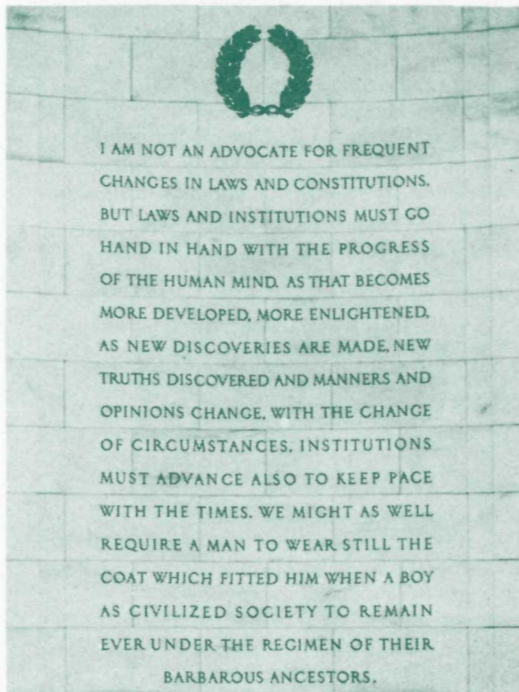 I AM NOT AN ADVOCATE FOR FREQUENT
CHANGES IN LAWS AND CONSTITUTIONS.
BUT LAWS AND INSTITUTIONS MUST GO
HAND IN HAND WITH THE PROGRESS
OF THE HUMAN MIND. AS THAT BECOMES
MORE DEVELOPED, MORE ENLIGHTENED,
AS NEW DISCOVERIES ARE MADE, NEW
TRUTHS DISCOVERED AND MANNERS AND
OPINIONS CHANGE, WITH THE CHANGE
OF CIRCUMSTANCES, INSTITUTIONS
MUST ADVANCE ALSO TO KEEP PACE
WITH THE TIMES. WE MIGHT AS WELL
REQUIRE A MAN TO WEAR STILL THE
COAT WHICH FITTED HIM WHEN A BOY
AS CIVILIZED SOCIETY TO REMAIN
EVER UNDER THE REGIMEN OF THEIR
BARBAROUS ANCESTORS.